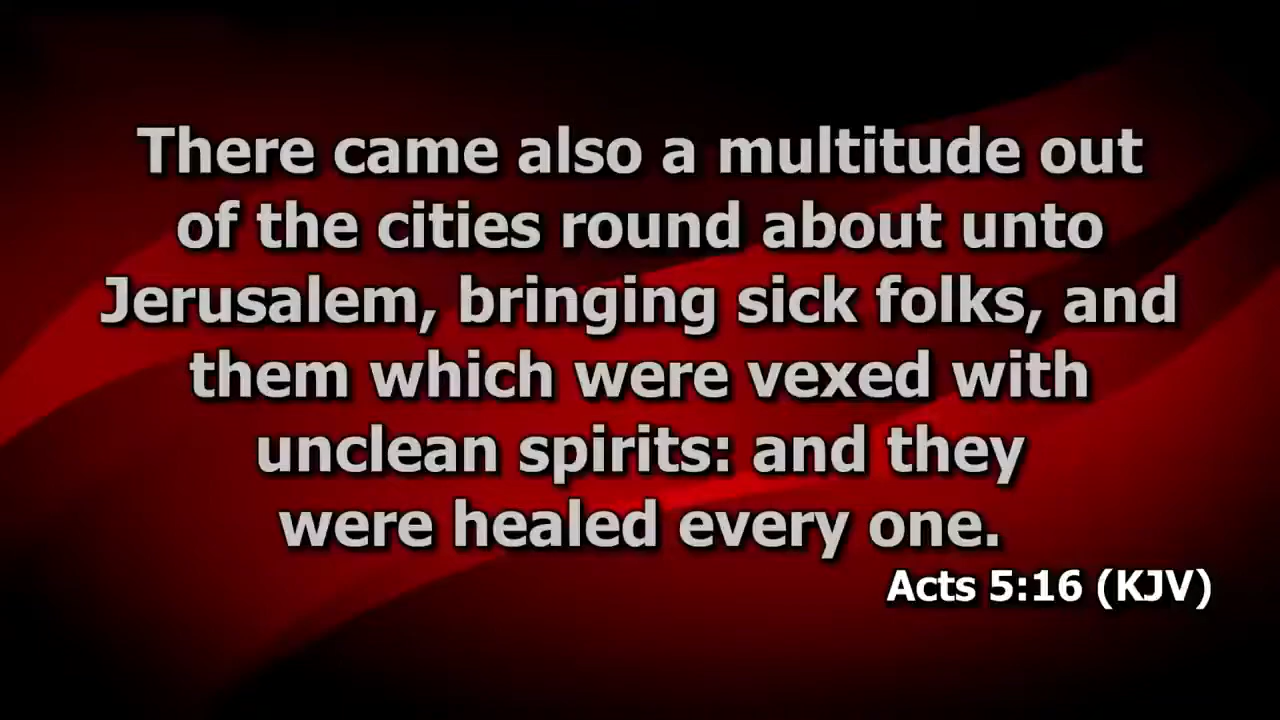 There came also a multitude out
of the cities round about unto
Jerusalem, bringing sick folks, and
them which were vexed with
unclean spirits: and they
were healed every one.
Acts 5:16 (KJV)